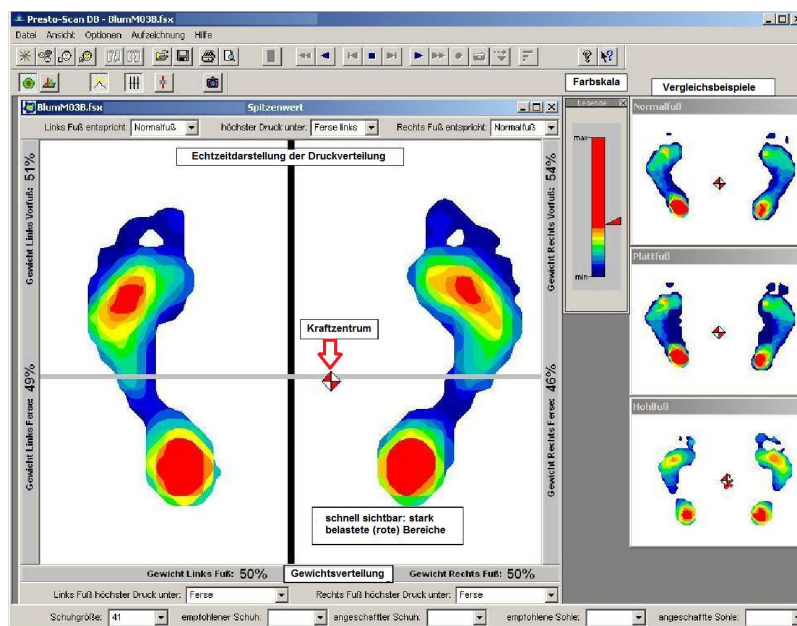 Presto-Scan DB - BlumM03B.fsx
Datei Ansicht Optionen Aufzeichnung Hilfe
Farbskala
Vergleichsbeispiele
BlumM03B.fsx
Spitzenwert
Legende
Normalfuß
Links Fuß entspricht: Normalfuß
höchster Druck unter: Ferse links
Rechts Fuß entspricht: Normalfuß
Echtzeitdarstellung der Druckverteilung
max
min
Gewicht Links Vorfuß: 51%
Gewicht Rechts Vorfuß: 54%
Plattfuß
Kraftzentrum
Gewicht Links Ferse: 49%
Gewicht Rechts Ferse: 46%
Hohlfuß
schnell sichtbar: stark
belastete (rote) Bereiche
Gewicht Links Fuß: 50%
Gewichtsverteilung
Gewicht Rechts Fuß: 50%
Links Fuß höchster Druck unter: Ferse
Rechts Fuß höchster Druck unter: Ferse
Schuhgröße: 41
empfohlener Schuh:
angeschaffter Schuh:
empfohlene Sohle:
angeschaffte Sohle: